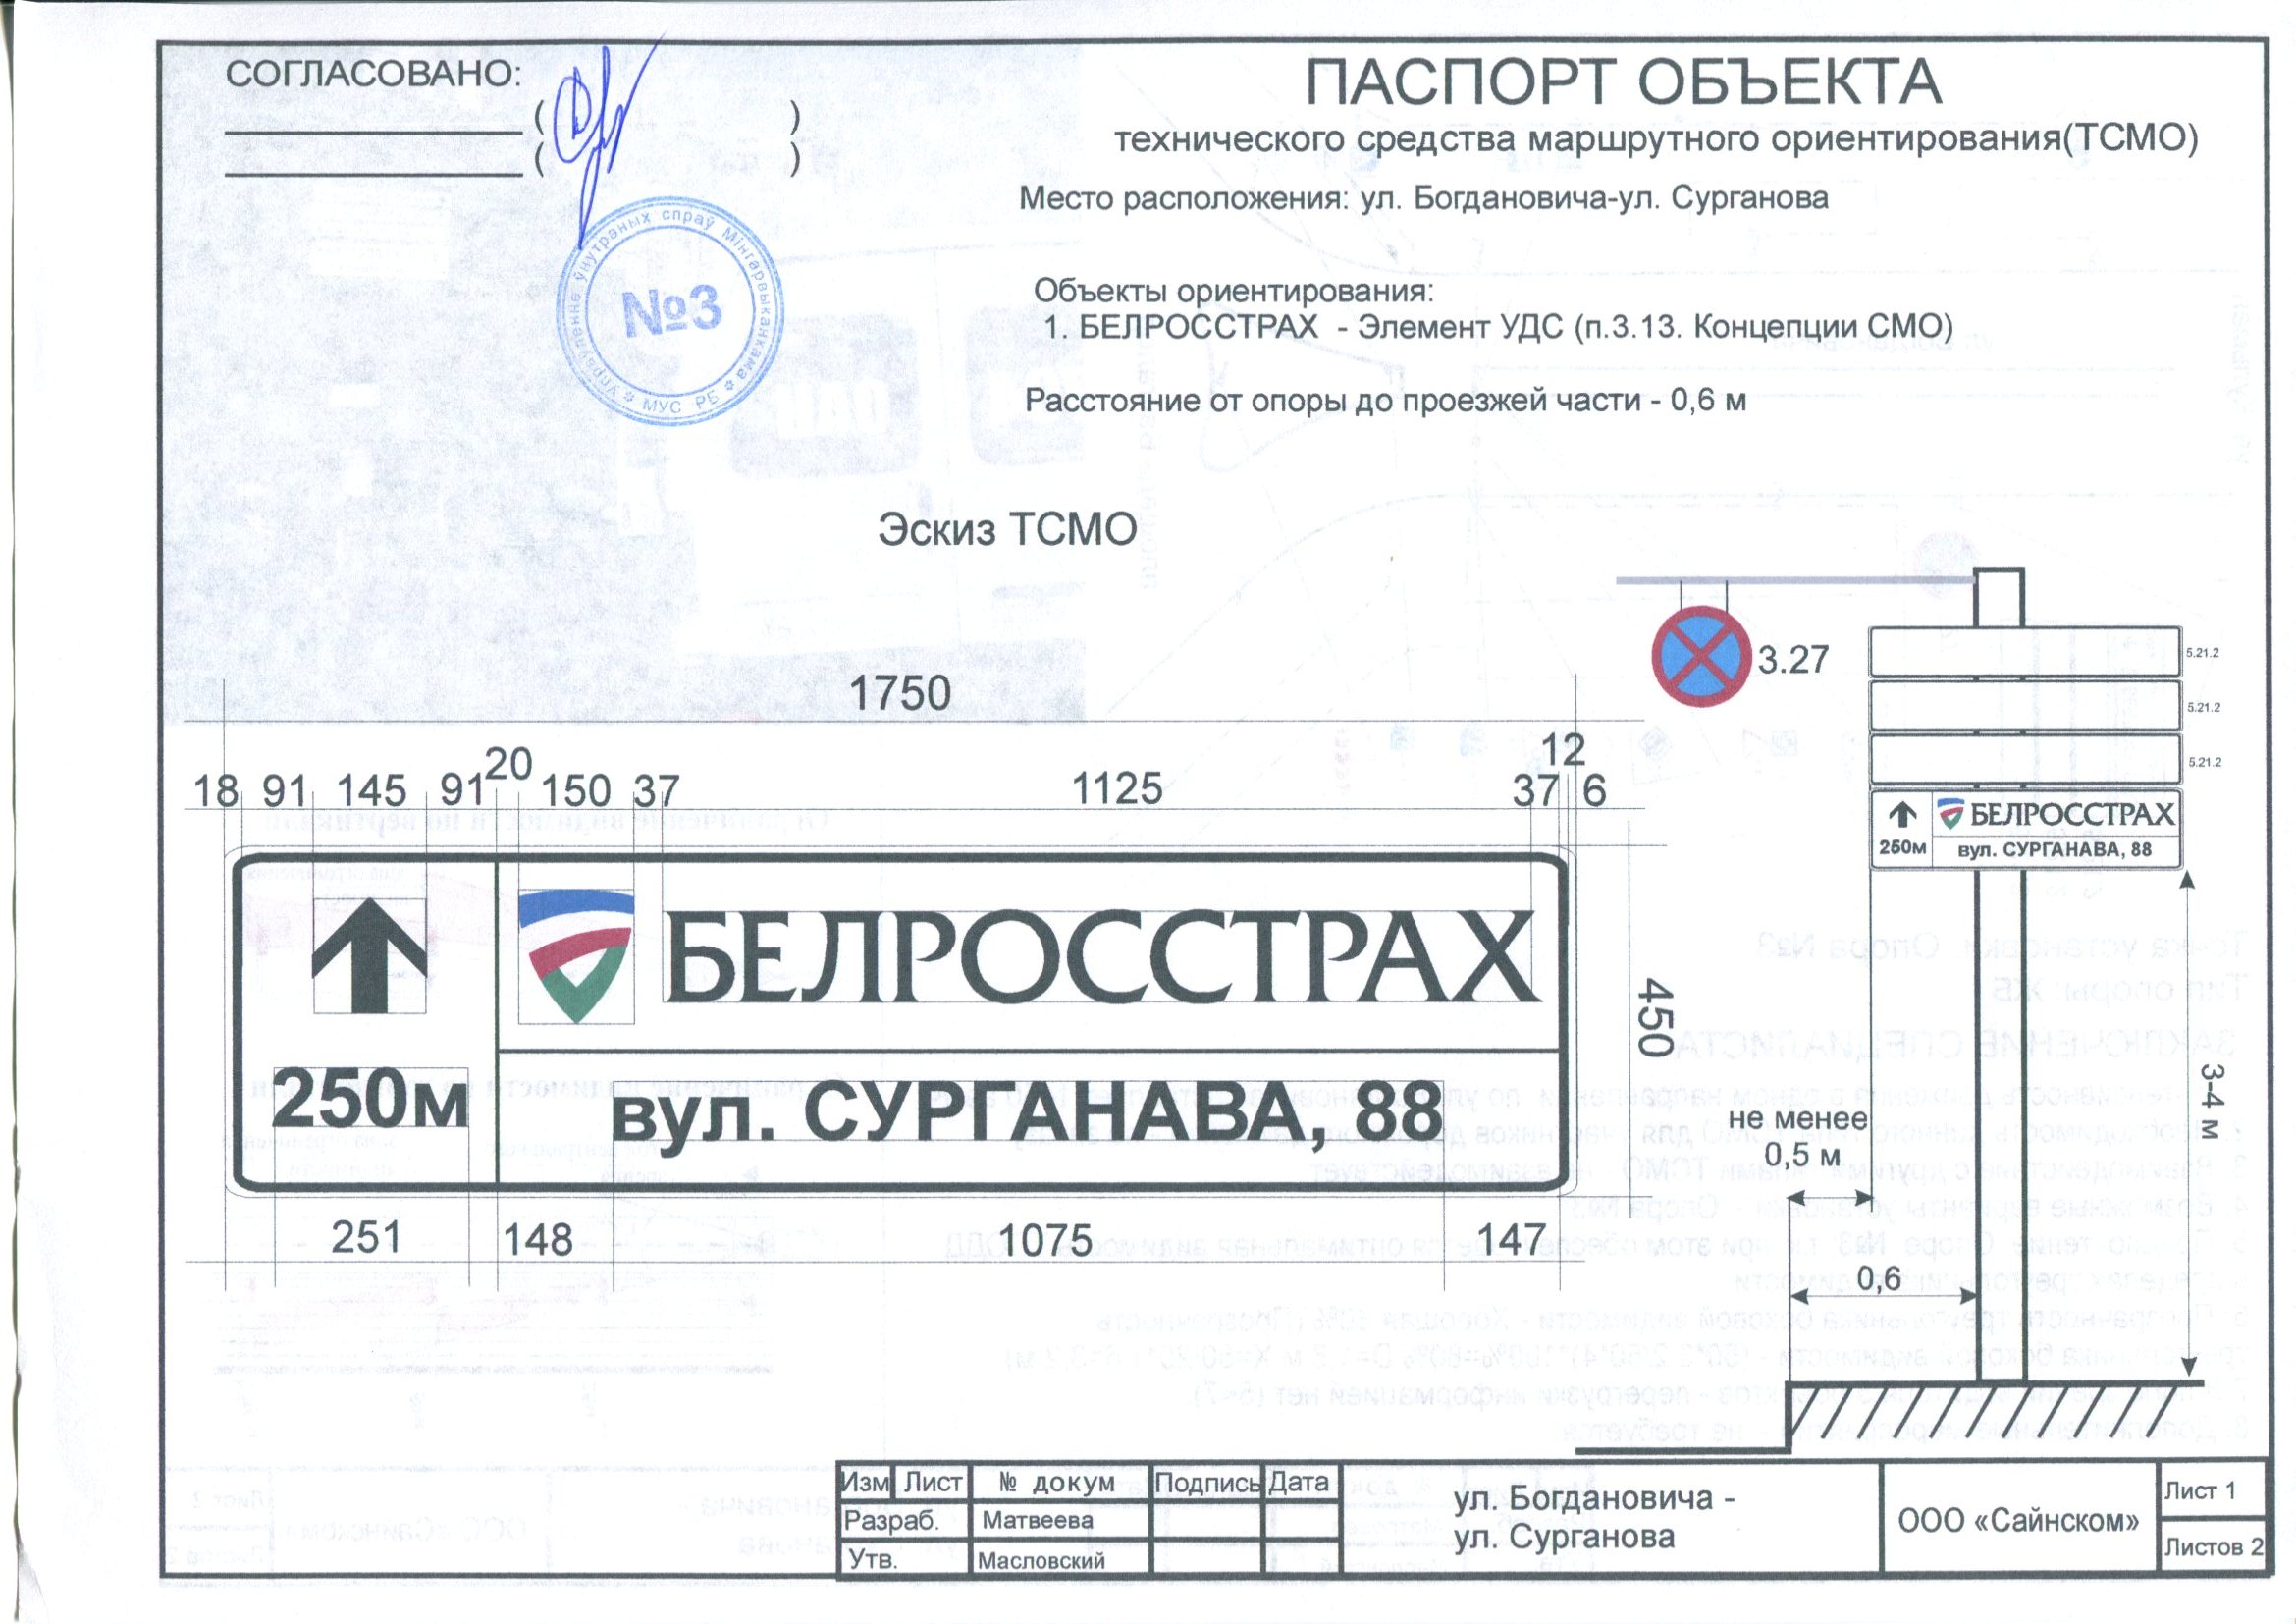 СОГЛАСОВАНО:
( )
( )
ПАСПОРТ ОБЪЕКТА
технического средства маршрутного ориентирования(ТСМО)
Место расположения: ул. Богдановича-ул. Сурганова
Объекты ориентирования:
1. БЕЛРОССТРАХ - Элемент УДС (п.3.13. Концепции СМО)
Расстояние от опоры до проезжей части - 0,6 м
Упраўленне ўнутраных спраў Мінгарвыканкама
* МУС РБ *
№3
Эскиз ТСМО
3.27
5.21.2
5.21.2
5.21.2
БЕЛРОССТРАХ
250м
вул. СУРГАНАВА, 88
1750
18 91 145 91 20 150 37 1125 37 12 6
БЕЛРОССТРАХ
250м
вул. СУРГАНАВА, 88
450
251 148 1075 147
не менее
0,5 м
0,6
3-4 м
Изм Лист № докум Подпись Дата
Разраб. Матвеева
Утв. Масловский
ул. Богдановича -
ул. Сурганова
ООО «Сайнском»
Лист 1
Листов 2